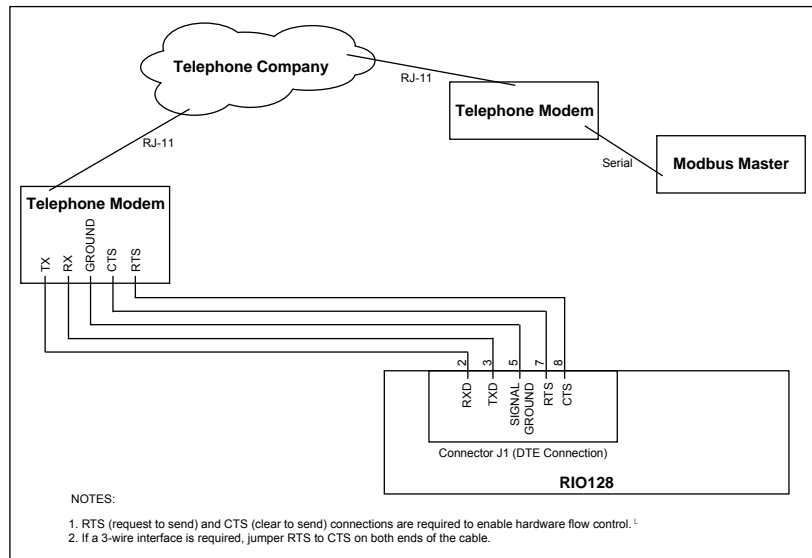 Telephone Company
RJ-11
RJ-11
Telephone Modem
Serial
Modbus Master
Telephone Modem
TX
RX
GROUND
CTS
RTS
2
3
5
7
8
RXD
TXD
SIGNAL
GROUND
RTS
CTS
Connector J1 (DTE Connection)
RIO128
NOTES:
1. RTS (request to send) and CTS (clear to send) connections are required to enable hardware flow control. L
2. If a 3-wire interface is required, jumper RTS to CTS on both ends of the cable.